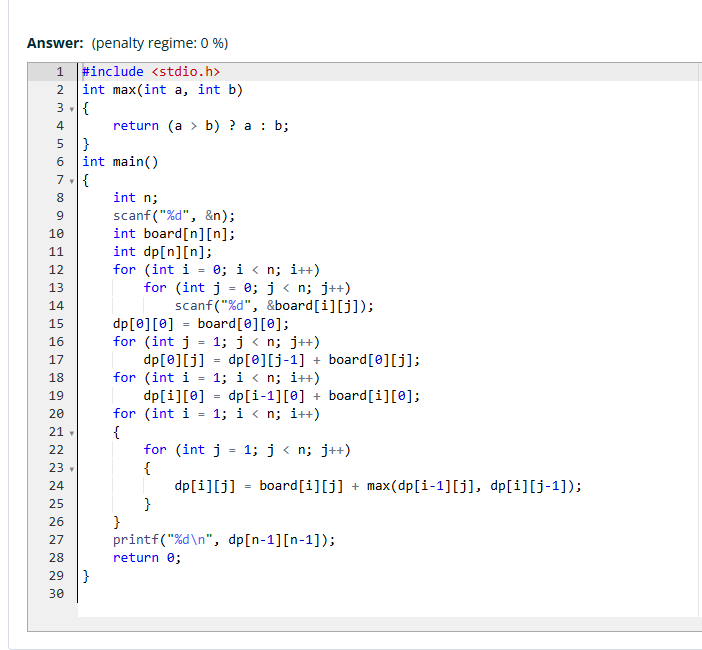 Answer: (penalty regime: 0 %)
1 #include <stdio.h>
2 int max(int a, int b)
3 {
4     return (a > b) ? a : b;
5 }
6 int main()
7 {
8     int n;
9     scanf("%d", &n);
10     int board[n][n];
11     int dp[n][n];
12     for (int i = 0; i < n; i++)
13         for (int j = 0; j < n; j++)
14             scanf("%d", &board[i][j]);
15     dp[0][0] = board[0][0];
16     for (int j = 1; j < n; j++)
17         dp[0][j] = dp[0][j-1] + board[0][j];
18     for (int i = 1; i < n; i++)
19         dp[i][0] = dp[i-1][0] + board[i][0];
20     for (int i = 1; i < n; i++)
21     {
22         for (int j = 1; j < n; j++)
23         {
24             dp[i][j] = board[i][j] + max(dp[i-1][j], dp[i][j-1]);
25         }
26     }
27     printf("%d\n", dp[n-1][n-1]);
28     return 0;
29 }
30